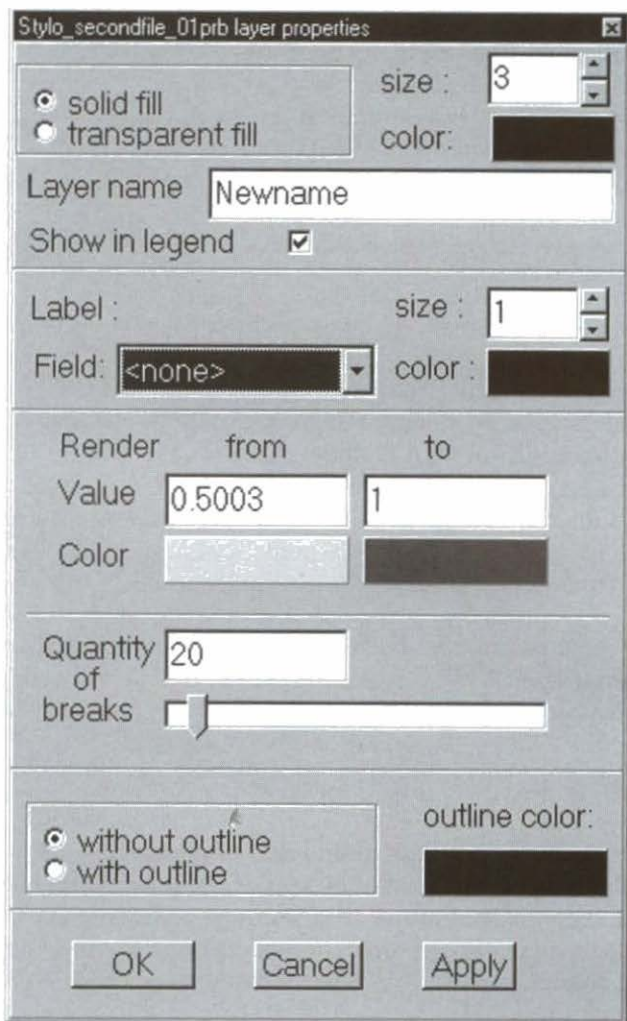 Stylo_secondfile_01prb layer properties
size : 3
solid fill
transparent fill
color:
Layer name Newname
Show in legend
Label :
size : 1
Field: <none>
color :
Render from to
Value 0.5003 1
Color
Quantity of breaks 20
without outline
with outline
outline color:
OK Cancel Apply